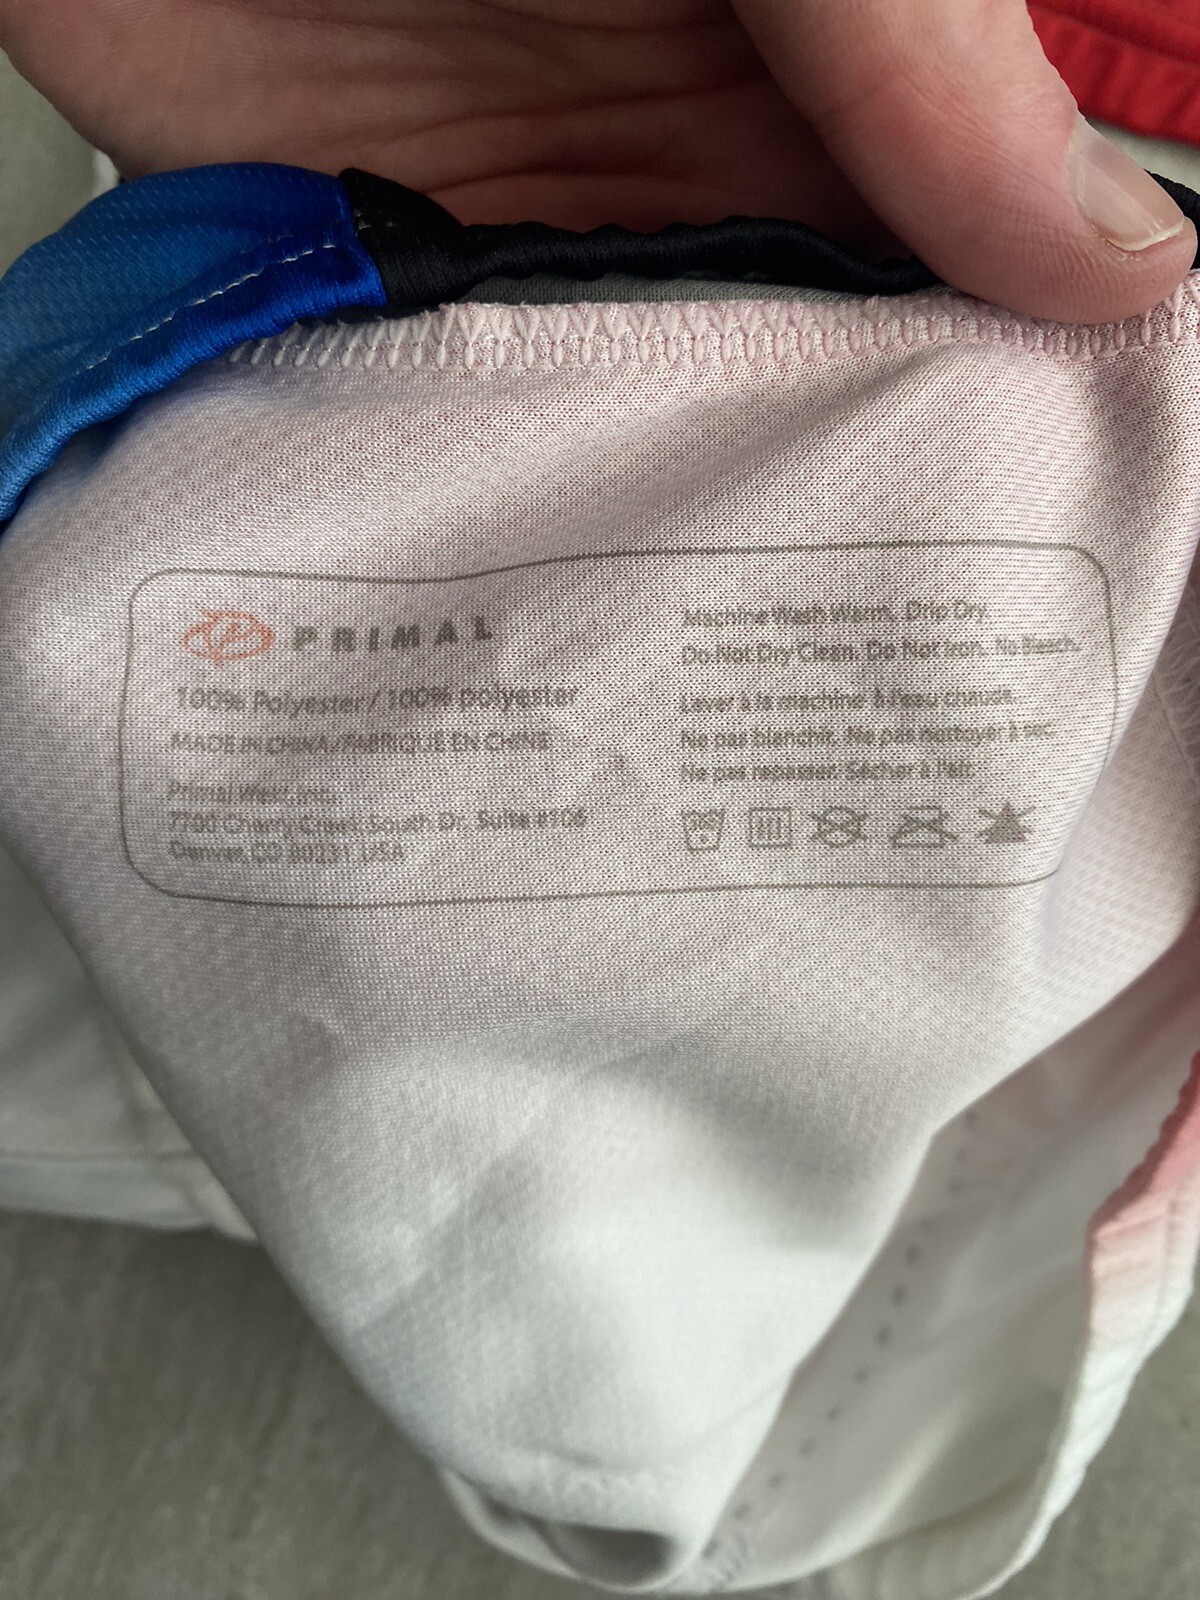 PRIMAL
100% Polyester / 100% polyester
MADE IN CHINA / FABRIQUE EN CHINE
Primal Wear, Inc.
7700 Cherry Creek South Dr. Suite #106
Denver, CO 80231, USA
Machine Wash Warm, Drip Dry
Do Not Dry Clean. Do Not Iron. No Bleach.
Lever à la machine à l'eau chaude.
Ne pas blanchir. Ne pas nettoyer à sec.
Ne pas repasser. Sécher à l'air.